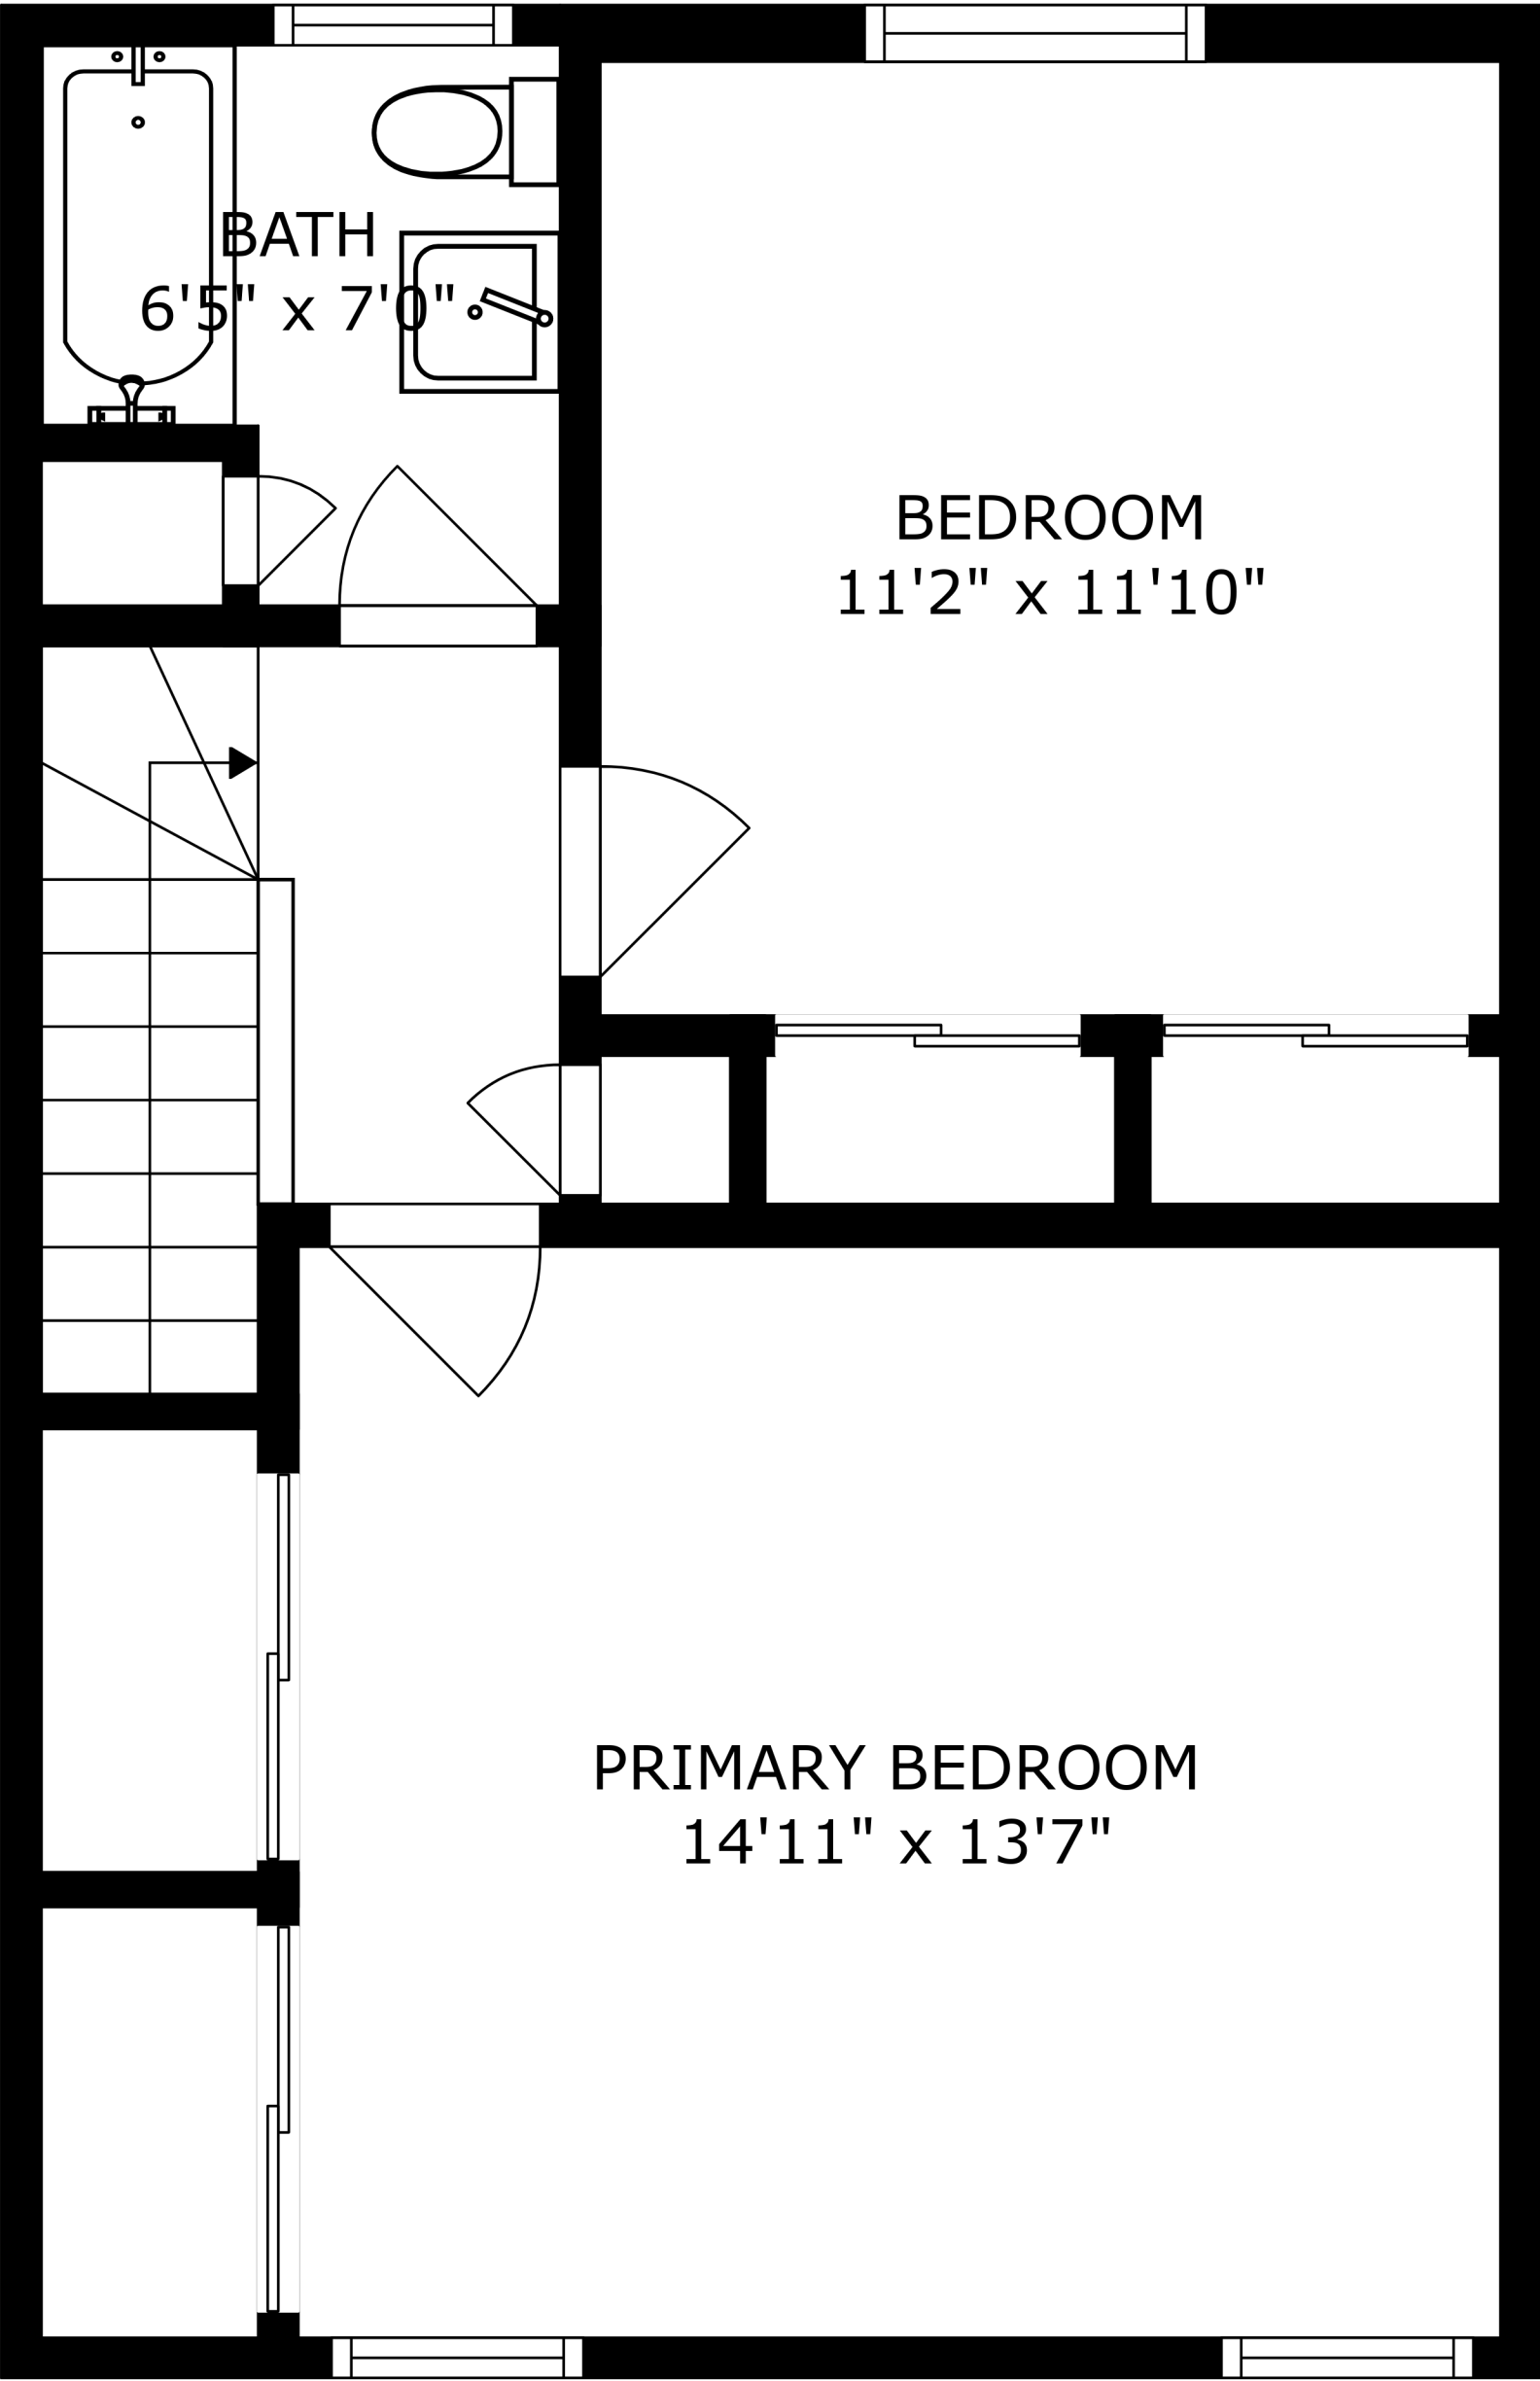 BATH
6'5" x 7'0"
BEDROOM
11'2" x 11'10"
PRIMARY BEDROOM
14'11" x 13'7"